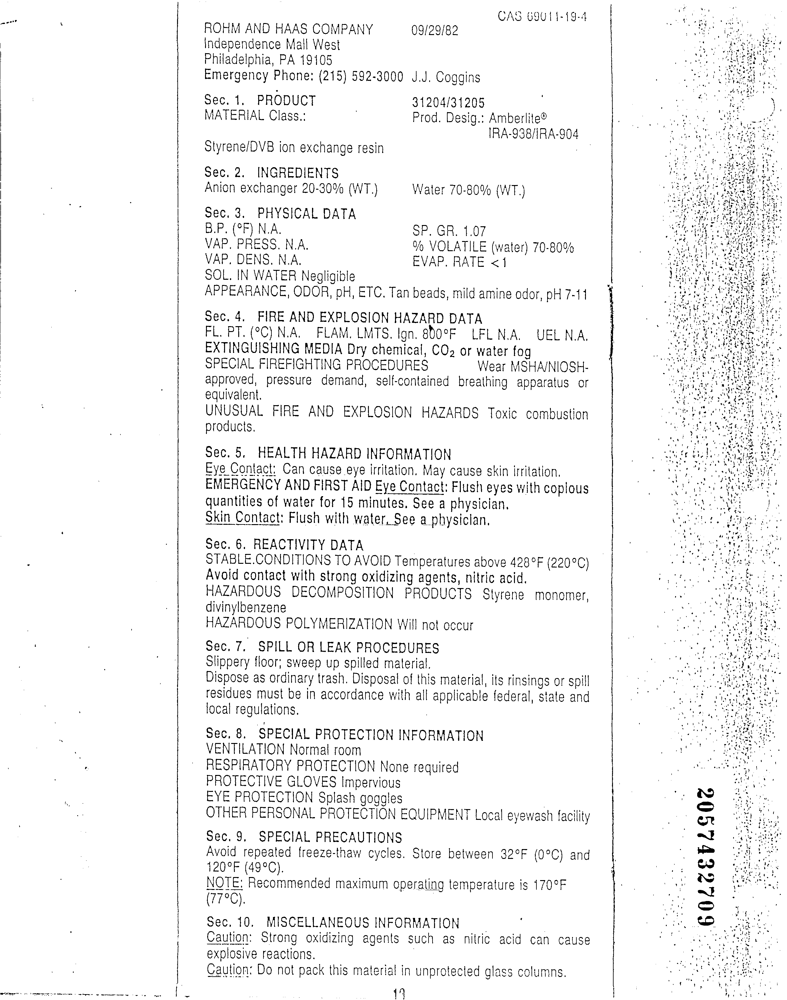 CAS 69011-19-4
ROHM AND HAAS COMPANY 09/29/82
Independence Mall West
Philadelphia, PA 19105
Emergency Phone: (215) 592-3000 J.J. Coggins
Sec. 1. PRODUCT 31204/31205
MATERIAL Class.: Prod. Desig.: Amberlite®
IRA-938/IRA-904
Styrene/DVB ion exchange resin
Sec. 2. INGREDIENTS
Anion exchanger 20-30% (WT.) Water 70-80% (WT.)
Sec. 3. PHYSICAL DATA
B.P. (°F) N.A. SP. GR. 1.07
VAP. PRESS. N.A. % VOLATILE (water) 70-80%
VAP. DENS. N.A. EVAP. RATE <1
SOL. IN WATER Negligible
APPEARANCE, ODOR, pH, ETC. Tan beads, mild amine odor, pH 7-11
Sec. 4. FIRE AND EXPLOSION HAZARD DATA
FL. PT. (°C) N.A. FLAM. LMTS. Ign. 800°F LFL N.A. UEL N.A.
EXTINGUISHING MEDIA Dry chemical, CO₂ or water fog
SPECIAL FIREFIGHTING PROCEDURES Wear MSHA/NIOSH-
approved, pressure demand, self-contained breathing apparatus or
equivalent.
UNUSUAL FIRE AND EXPLOSION HAZARDS Toxic combustion
products.
Sec. 5. HEALTH HAZARD INFORMATION
Eye Contact: Can cause eye irritation. May cause skin irritation.
EMERGENCY AND FIRST AID Eye Contact: Flush eyes with copious
quantities of water for 15 minutes. See a physician.
Skin Contact: Flush with water. See a physician.
Sec. 6. REACTIVITY DATA
STABLE.CONDITIONS TO AVOID Temperatures above 428°F (220°C)
Avoid contact with strong oxidizing agents, nitric acid.
HAZARDOUS DECOMPOSITION PRODUCTS Styrene monomer,
divinylbenzene
HAZARDOUS POLYMERIZATION Will not occur
Sec. 7. SPILL OR LEAK PROCEDURES
Slippery floor; sweep up spilled material.
Dispose as ordinary trash. Disposal of this material, its rinsings or spill
residues must be in accordance with all applicable federal, state and
local regulations.
Sec. 8. SPECIAL PROTECTION INFORMATION
VENTILATION Normal room
RESPIRATORY PROTECTION None required
PROTECTIVE GLOVES Impervious
EYE PROTECTION Splash goggles
OTHER PERSONAL PROTECTION EQUIPMENT Local eyewash facility
Sec. 9. SPECIAL PRECAUTIONS
Avoid repeated freeze-thaw cycles. Store between 32°F (0°C) and
120°F (49°C).
NOTE: Recommended maximum operating temperature is 170°F
(77°C).
Sec. 10. MISCELLANEOUS INFORMATION
Caution: Strong oxidizing agents such as nitric acid can cause
explosive reactions.
Caution: Do not pack this material in unprotected glass columns.
2057432709